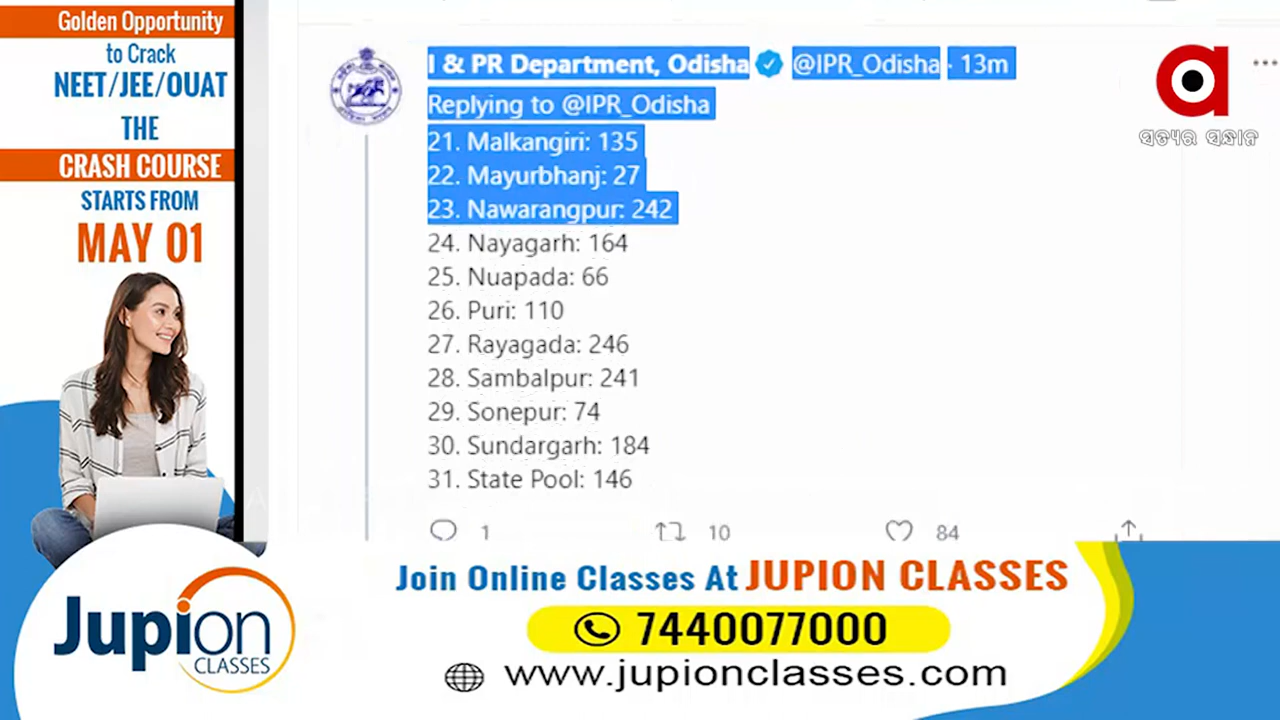 Golden Opportunity
to Crack
NEET/JEE/OUAT
THE
CRASH COURSE
STARTS FROM
MAY 01
I & PR Department, Odisha @IPR_Odisha · 13m
Replying to @IPR_Odisha
21. Malkangiri: 135
22. Mayurbhanj: 27
23. Nawarangpur: 242
24. Nayagarh: 164
25. Nuapada: 66
26. Puri: 110
27. Rayagada: 246
28. Sambalpur: 241
29. Sonepur: 74
30. Sundargarh: 184
31. State Pool: 146
1 10 84
a
ସତ୍ୟର ସନ୍ଧାନ
Jupion
CLASSES
Join Online Classes At JUPION CLASSES
7440077000
www.jupionclasses.com